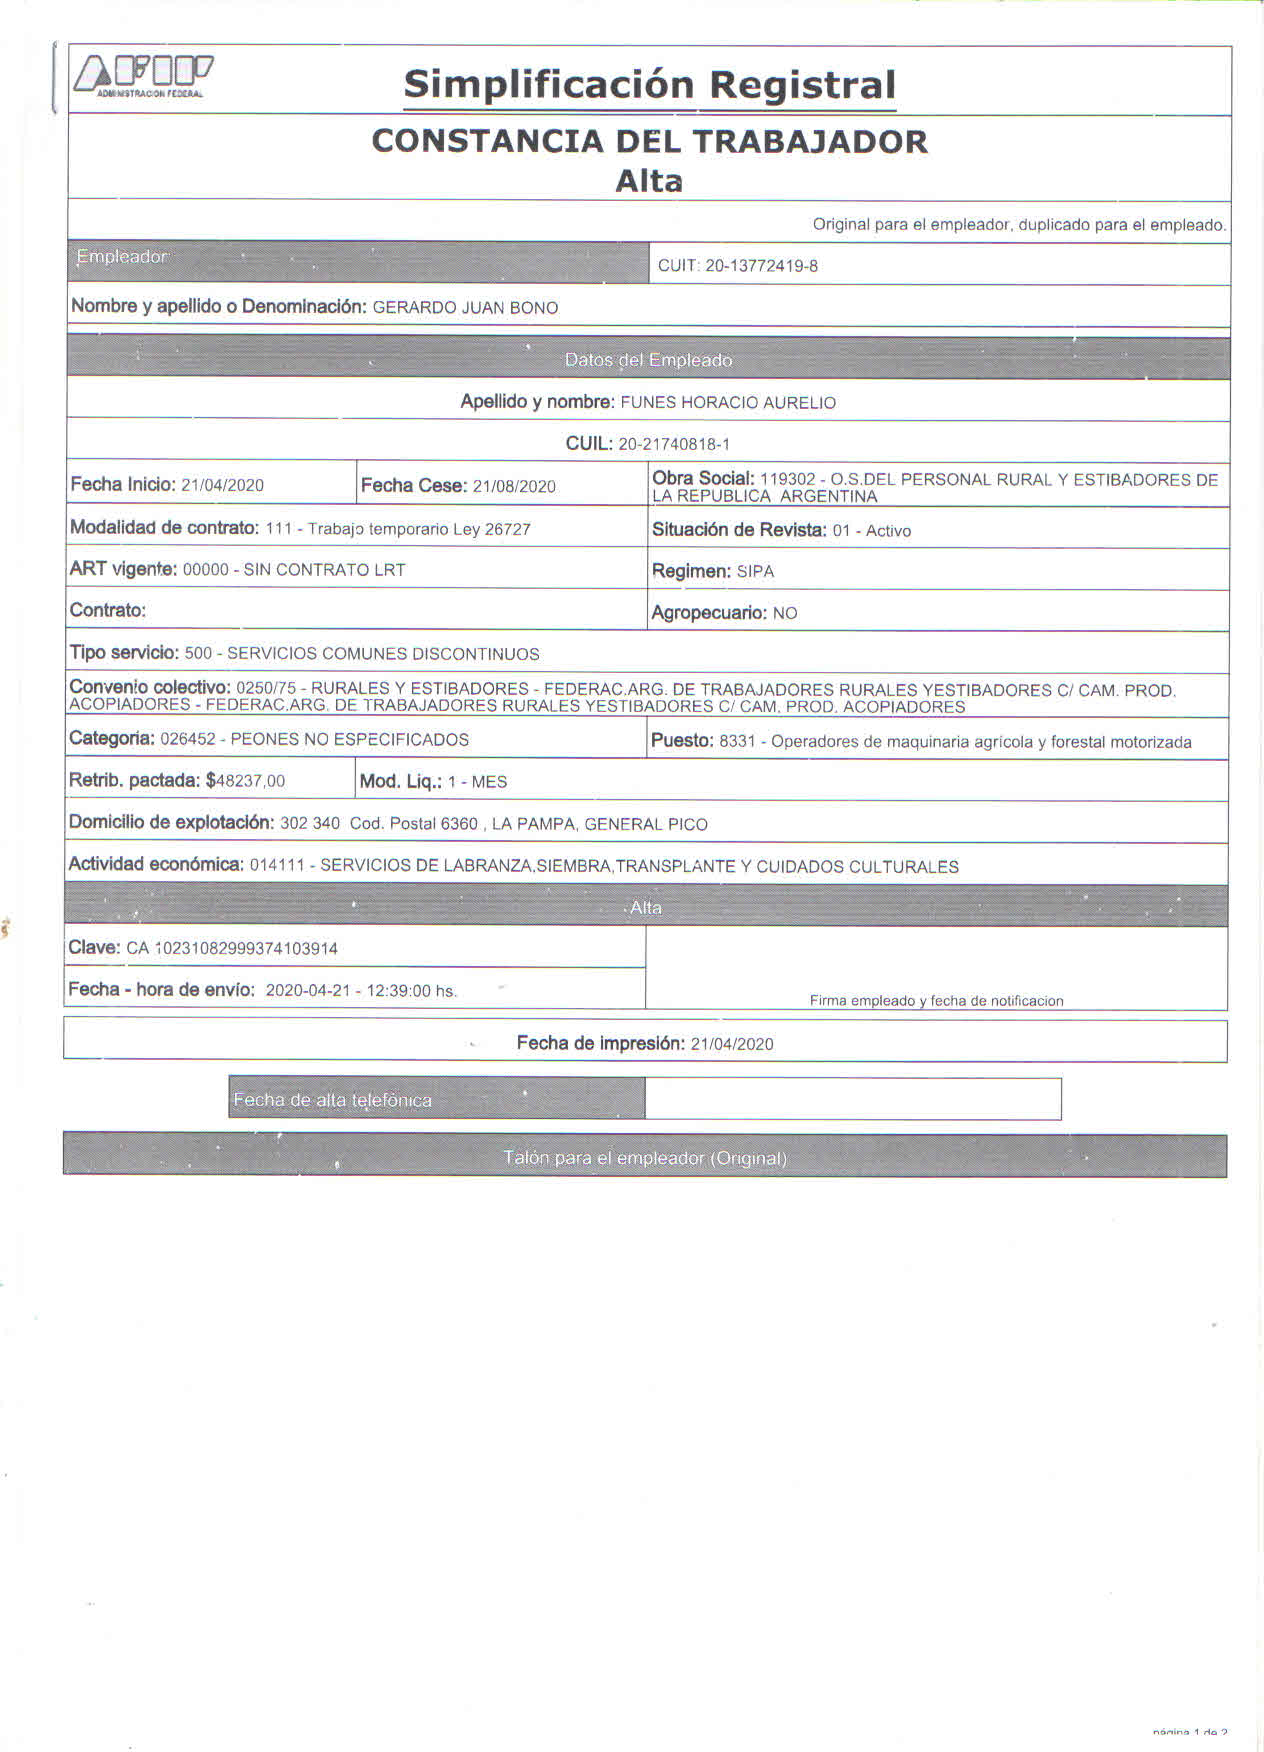 AFIP
ADMINISTRACION FEDERAL
Simplificación Registral
CONSTANCIA DEL TRABAJADOR
Alta
Original para el empleador, duplicado para el empleado.
Empleador
CUIT: 20-13772419-8
Nombre y apellido o Denominación: GERARDO JUAN BONO
Datos del Empleado
Apellido y nombre: FUNES HORACIO AURELIO
CUIL: 20-21740818-1
Fecha Inicio: 21/04/2020
Fecha Cese: 21/08/2020
Obra Social: 119302 - O.S.DEL PERSONAL RURAL Y ESTIBADORES DE
LA REPUBLICA ARGENTINA
Modalidad de contrato: 111 - Trabajo temporario Ley 26727
Situación de Revista: 01 - Activo
ART vigente: 00000 - SIN CONTRATO LRT
Regimen: SIPA
Contrato:
Agropecuario: NO
Tipo servicio: 500 - SERVICIOS COMUNES DISCONTINUOS
Convenio colectivo: 0250/75 - RURALES Y ESTIBADORES - FEDERAC.ARG. DE TRABAJADORES RURALES YESTIBADORES C/ CAM. PROD.
ACOPIADORES - FEDERAC.ARG. DE TRABAJADORES RURALES YESTIBADORES C/ CAM. PROD. ACOPIADORES
Categoria: 026452 - PEONES NO ESPECIFICADOS
Puesto: 8331 - Operadores de maquinaria agrícola y forestal motorizada
Retrib. pactada: $48237,00
Mod. Liq.: 1 - MES
Domicilio de explotación: 302 340 Cod. Postal 6360 , LA PAMPA, GENERAL PICO
Actividad económica: 014111 - SERVICIOS DE LABRANZA,SIEMBRA,TRANSPLANTE Y CUIDADOS CULTURALES
Alta
Clave: CA 10231082999374103914
Fecha - hora de envío: 2020-04-21 - 12:39:00 hs.
Firma empleado y fecha de notificacion
Fecha de impresión: 21/04/2020
Fecha de alta telefónica
Talón para el empleador (Original)
página 1 de 2